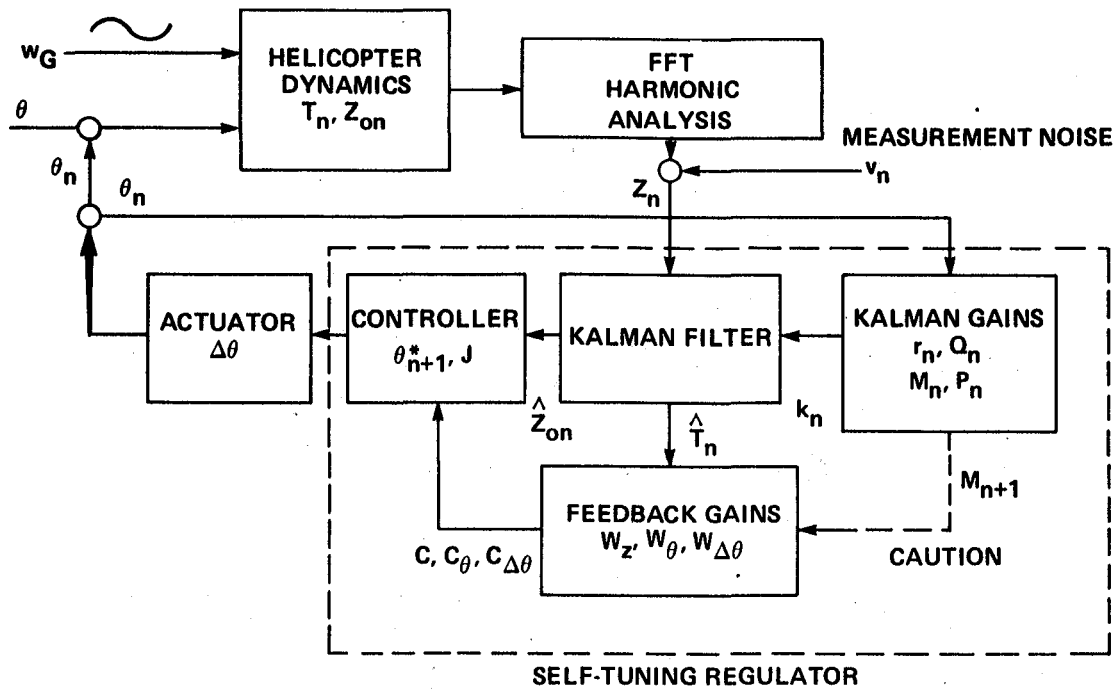 w_G
HELICOPTER
DYNAMICS
T_n, Z_on
FFT
HARMONIC
ANALYSIS
θ
MEASUREMENT NOISE
v_n
θ_n
θ_n
Z_n
ACTUATOR
Δθ
CONTROLLER
θ*_n+1, J
KALMAN FILTER
KALMAN GAINS
r_n, Q_n
M_n, P_n
Ẑ_on
T̂_n
k_n
M_n+1
FEEDBACK GAINS
W_z, W_θ, W_Δθ
C, C_θ, C_Δθ
CAUTION
SELF-TUNING REGULATOR